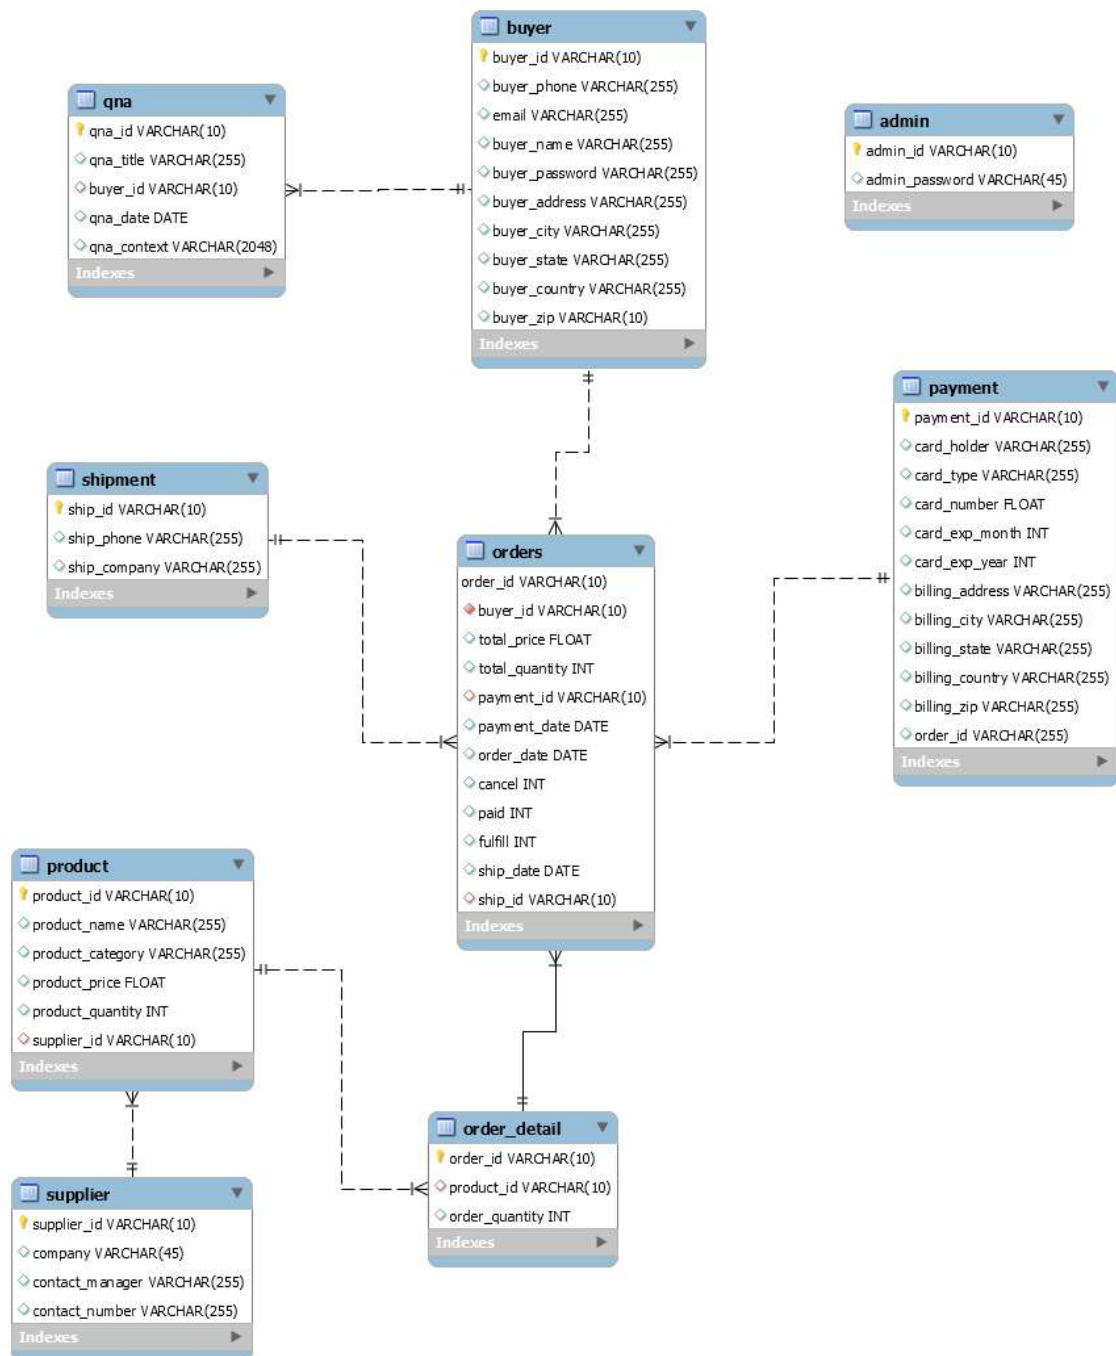 buyer
buyer_id VARCHAR(10)
buyer_phone VARCHAR(255)
email VARCHAR(255)
buyer_name VARCHAR(255)
buyer_password VARCHAR(255)
buyer_address VARCHAR(255)
buyer_city VARCHAR(255)
buyer_state VARCHAR(255)
buyer_country VARCHAR(255)
buyer_zip VARCHAR(10)
Indexes
qna
qna_id VARCHAR(10)
qna_title VARCHAR(255)
buyer_id VARCHAR(10)
qna_date DATE
qna_context VARCHAR(2048)
Indexes
admin
admin_id VARCHAR(10)
admin_password VARCHAR(45)
Indexes
payment
payment_id VARCHAR(10)
card_holder VARCHAR(255)
card_type VARCHAR(255)
card_number FLOAT
card_exp_month INT
card_exp_year INT
billing_address VARCHAR(255)
billing_city VARCHAR(255)
billing_state VARCHAR(255)
billing_country VARCHAR(255)
billing_zip VARCHAR(255)
order_id VARCHAR(255)
Indexes
shipment
ship_id VARCHAR(10)
ship_phone VARCHAR(255)
ship_company VARCHAR(255)
Indexes
orders
order_id VARCHAR(10)
buyer_id VARCHAR(10)
total_price FLOAT
total_quantity INT
payment_id VARCHAR(10)
payment_date DATE
order_date DATE
cancel INT
paid INT
fulfill INT
ship_date DATE
ship_id VARCHAR(10)
Indexes
product
product_id VARCHAR(10)
product_name VARCHAR(255)
product_category VARCHAR(255)
product_price FLOAT
product_quantity INT
supplier_id VARCHAR(10)
Indexes
order_detail
order_id VARCHAR(10)
product_id VARCHAR(10)
order_quantity INT
Indexes
supplier
supplier_id VARCHAR(10)
company VARCHAR(45)
contact_manager VARCHAR(255)
contact_number VARCHAR(255)
Indexes